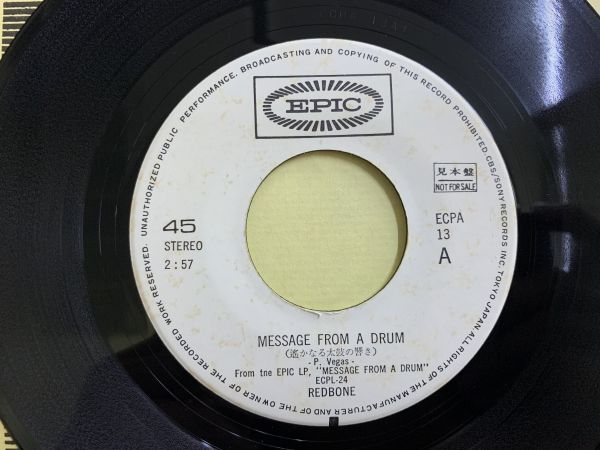 UNAUTHORIZED PUBLIC PERFORMANCE, BROADCASTING AND COPYING OF THIS RECORD PROHIBITED. CBS/SONY RECORDS INC. TOKYO JAPAN. ALL RIGHTS OF THE MANUFACTURER AND OF THE OWNER OF THE RECORDED WORK RESERVED.
EPIC
見本盤
NOT FOR SALE
45
STEREO
2:57
ECPA
13
A
MESSAGE FROM A DRUM
(遙かなる太鼓の響き)
- P. Vegas -
From tne EPIC LP, "MESSAGE FROM A DRUM"
ECPL-24
REDBONE